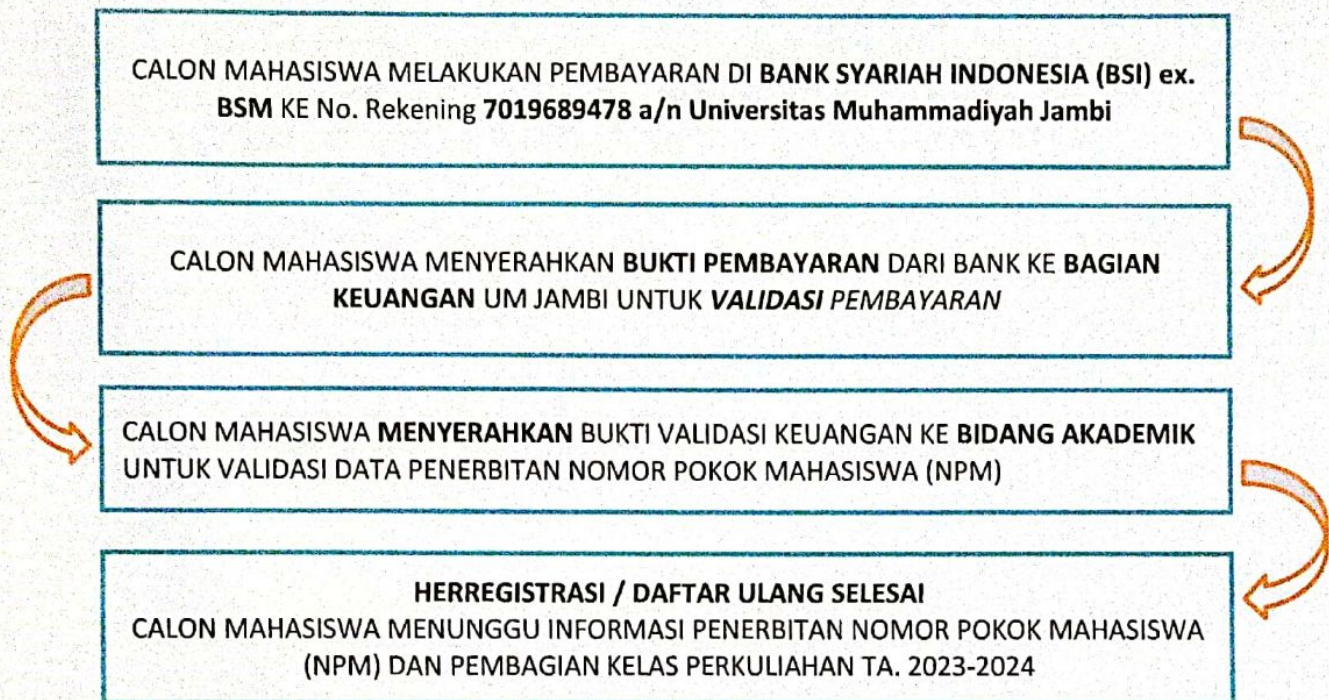 CALON MAHASISWA MELAKUKAN PEMBAYARAN DI BANK SYARIAH INDONESIA (BSI) ex.
BSM KE No. Rekening 7019689478 a/n Universitas Muhammadiyah Jambi
CALON MAHASISWA MENYERAHKAN BUKTI PEMBAYARAN DARI BANK KE BAGIAN
KEUANGAN UM JAMBI UNTUK VALIDASI PEMBAYARAN
CALON MAHASISWA MENYERAHKAN BUKTI VALIDASI KEUANGAN KE BIDANG AKADEMIK
UNTUK VALIDASI DATA PENERBITAN NOMOR POKOK MAHASISWA (NPM)
HERREGISTRASI / DAFTAR ULANG SELESAI
CALON MAHASISWA MENUNGGU INFORMASI PENERBITAN NOMOR POKOK MAHASISWA
(NPM) DAN PEMBAGIAN KELAS PERKULIAHAN TA. 2023-2024